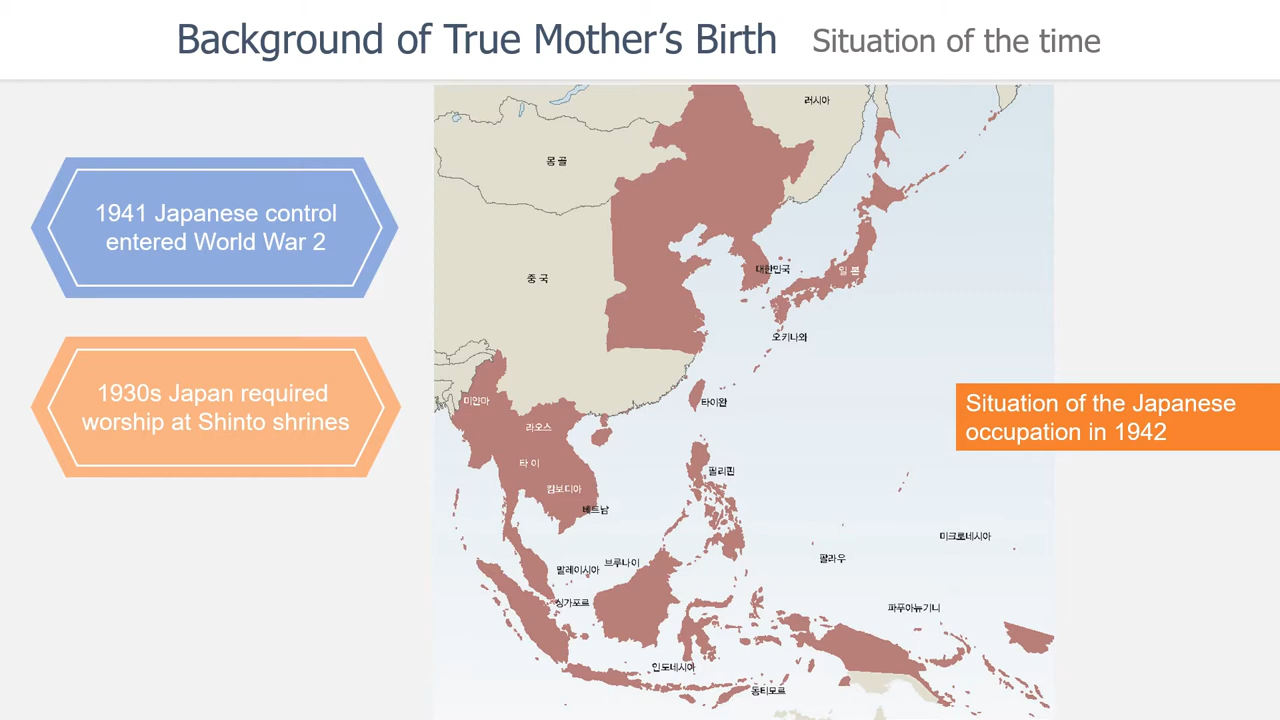 Background of True Mother's Birth Situation of the time
1941 Japanese control
entered World War 2
1930s Japan required
worship at Shinto shrines
러시아
몽골
대한민국
일 본
중 국
오키나와
미얀마
타이완
라오스
타 이
필리핀
캄보디아
베트남
미크로네시아
팔라우
브루나이
말레이시아
싱가포르
파푸아뉴기니
인도네시아
동티모르
Situation of the Japanese
occupation in 1942